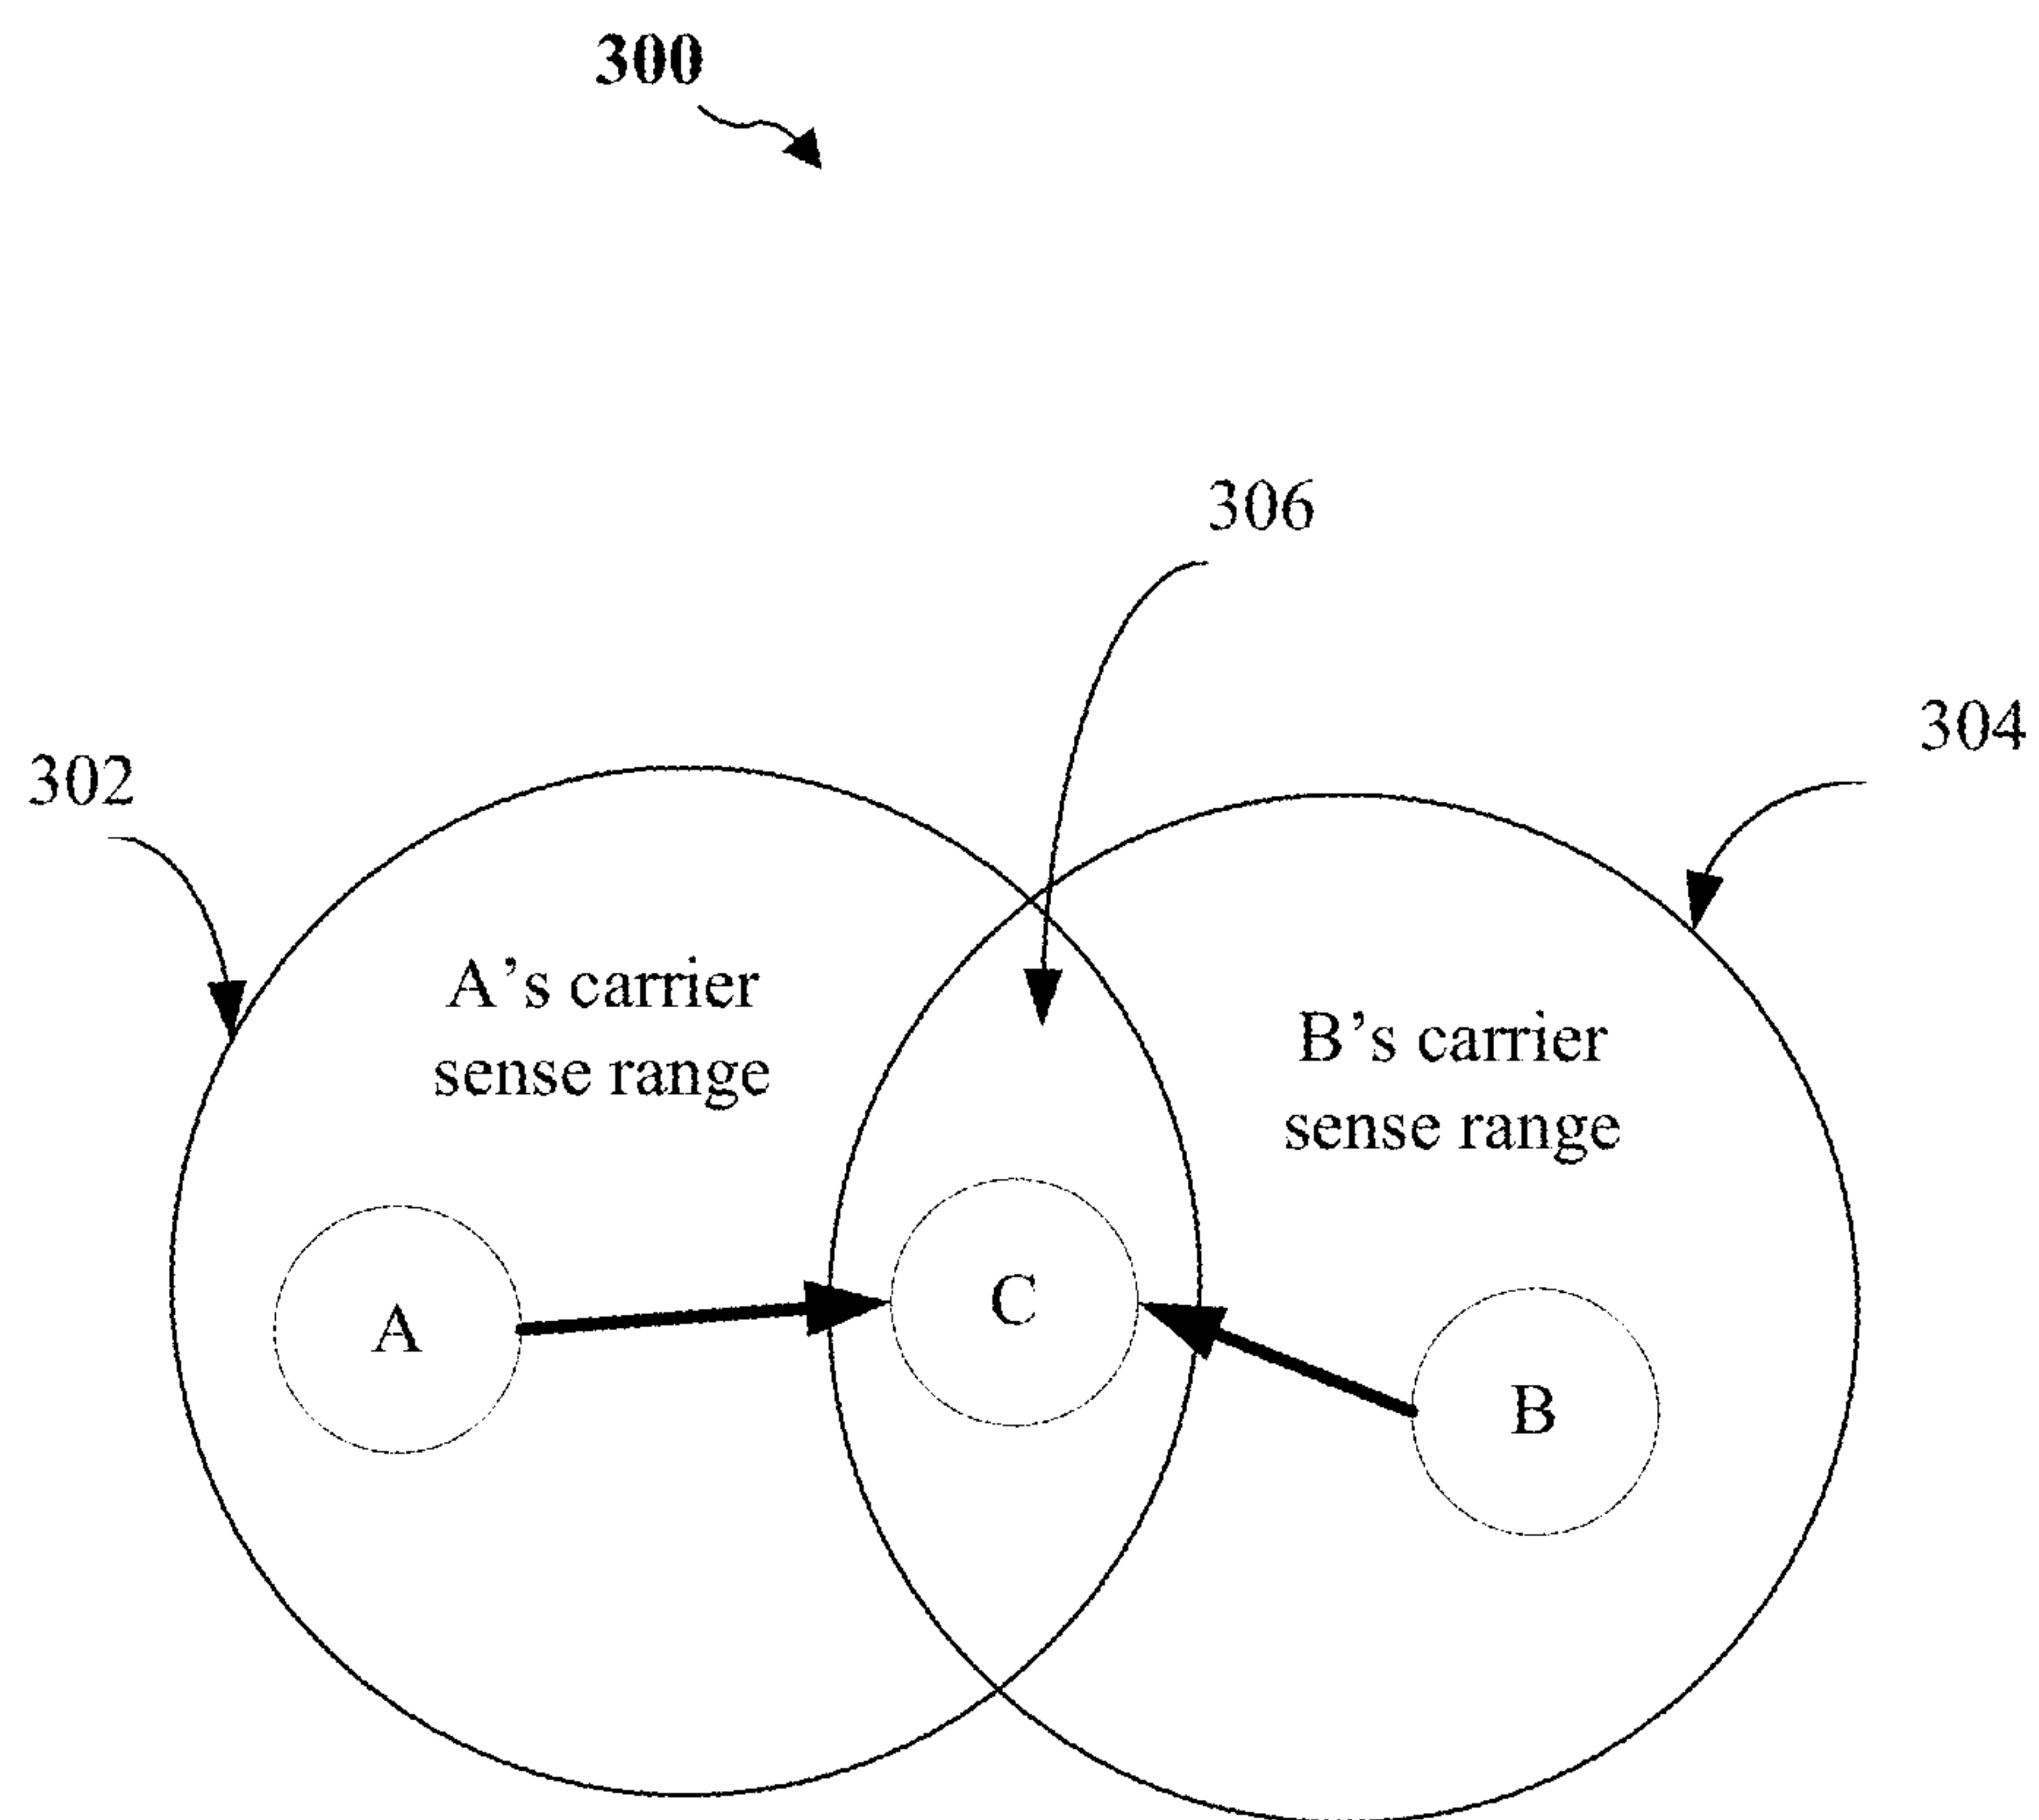 300
306
304
302
A’s carrier
sense range
B’s carrier
sense range
A
C
B